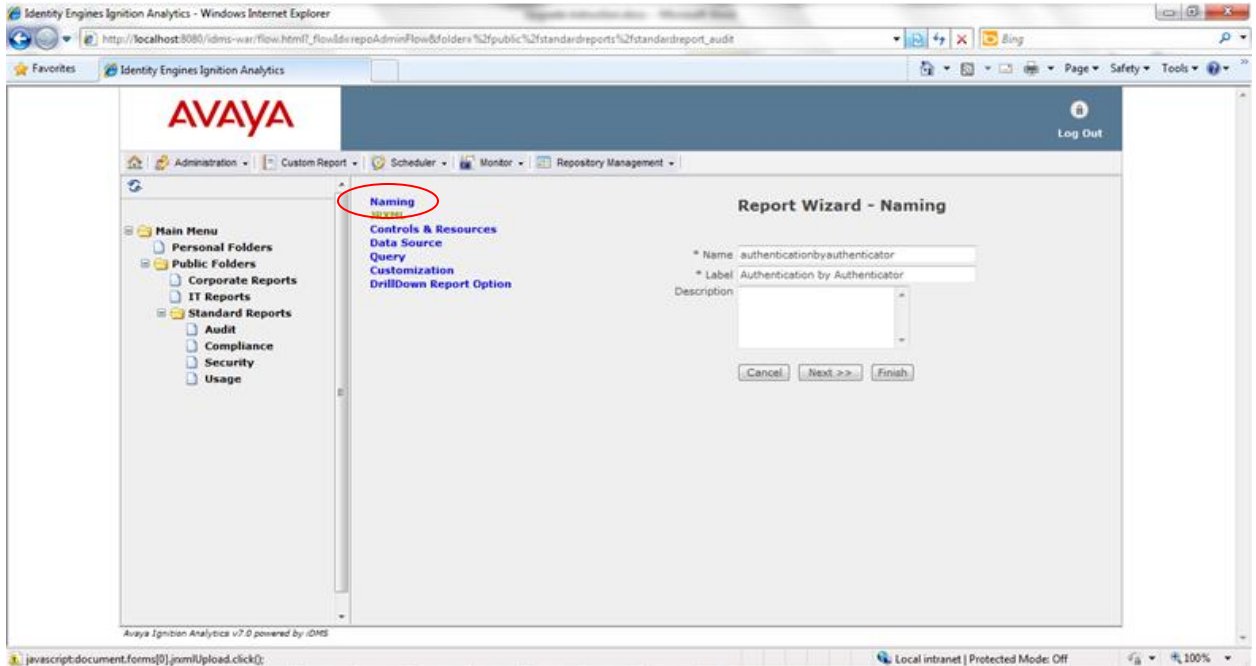 Identity Engines Ignition Analytics - Windows Internet Explorer
http://localhost:8080/idms-war/flow.html?_flowId=repoAdminFlow&folder=%2fpublic%2fstandardreports%2fstandardreport_audit
Bing
Favorites
Identity Engines Ignition Analytics
Page
Safety
Tools
AVAYA
Log Out
Administration
Custom Report
Scheduler
Monitor
Repository Management
Main Menu
Personal Folders
Public Folders
Corporate Reports
IT Reports
Standard Reports
Audit
Compliance
Security
Usage
Naming
JRXML
Controls & Resources
Data Source
Query
Customization
DrillDown Report Option
Report Wizard - Naming
* Name authenticationbyauthenticator
* Label Authentication by Authenticator
Description
Cancel Next >> Finish
Avaya Ignition Analytics v7.0 powered by iDMS
javascript:document.forms[0].jrxmlUpload.click();
Local intranet | Protected Mode: Off
100%